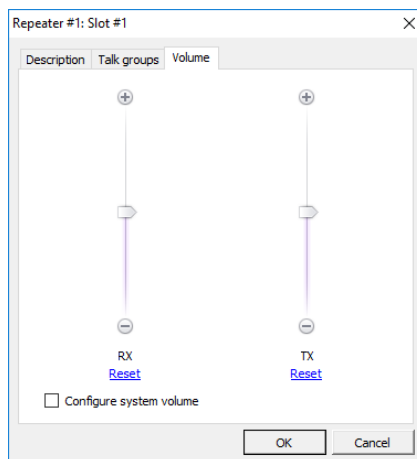 Repeater #1: Slot #1
Description Talk groups Volume
RX TX
Reset Reset
Configure system volume
OK Cancel